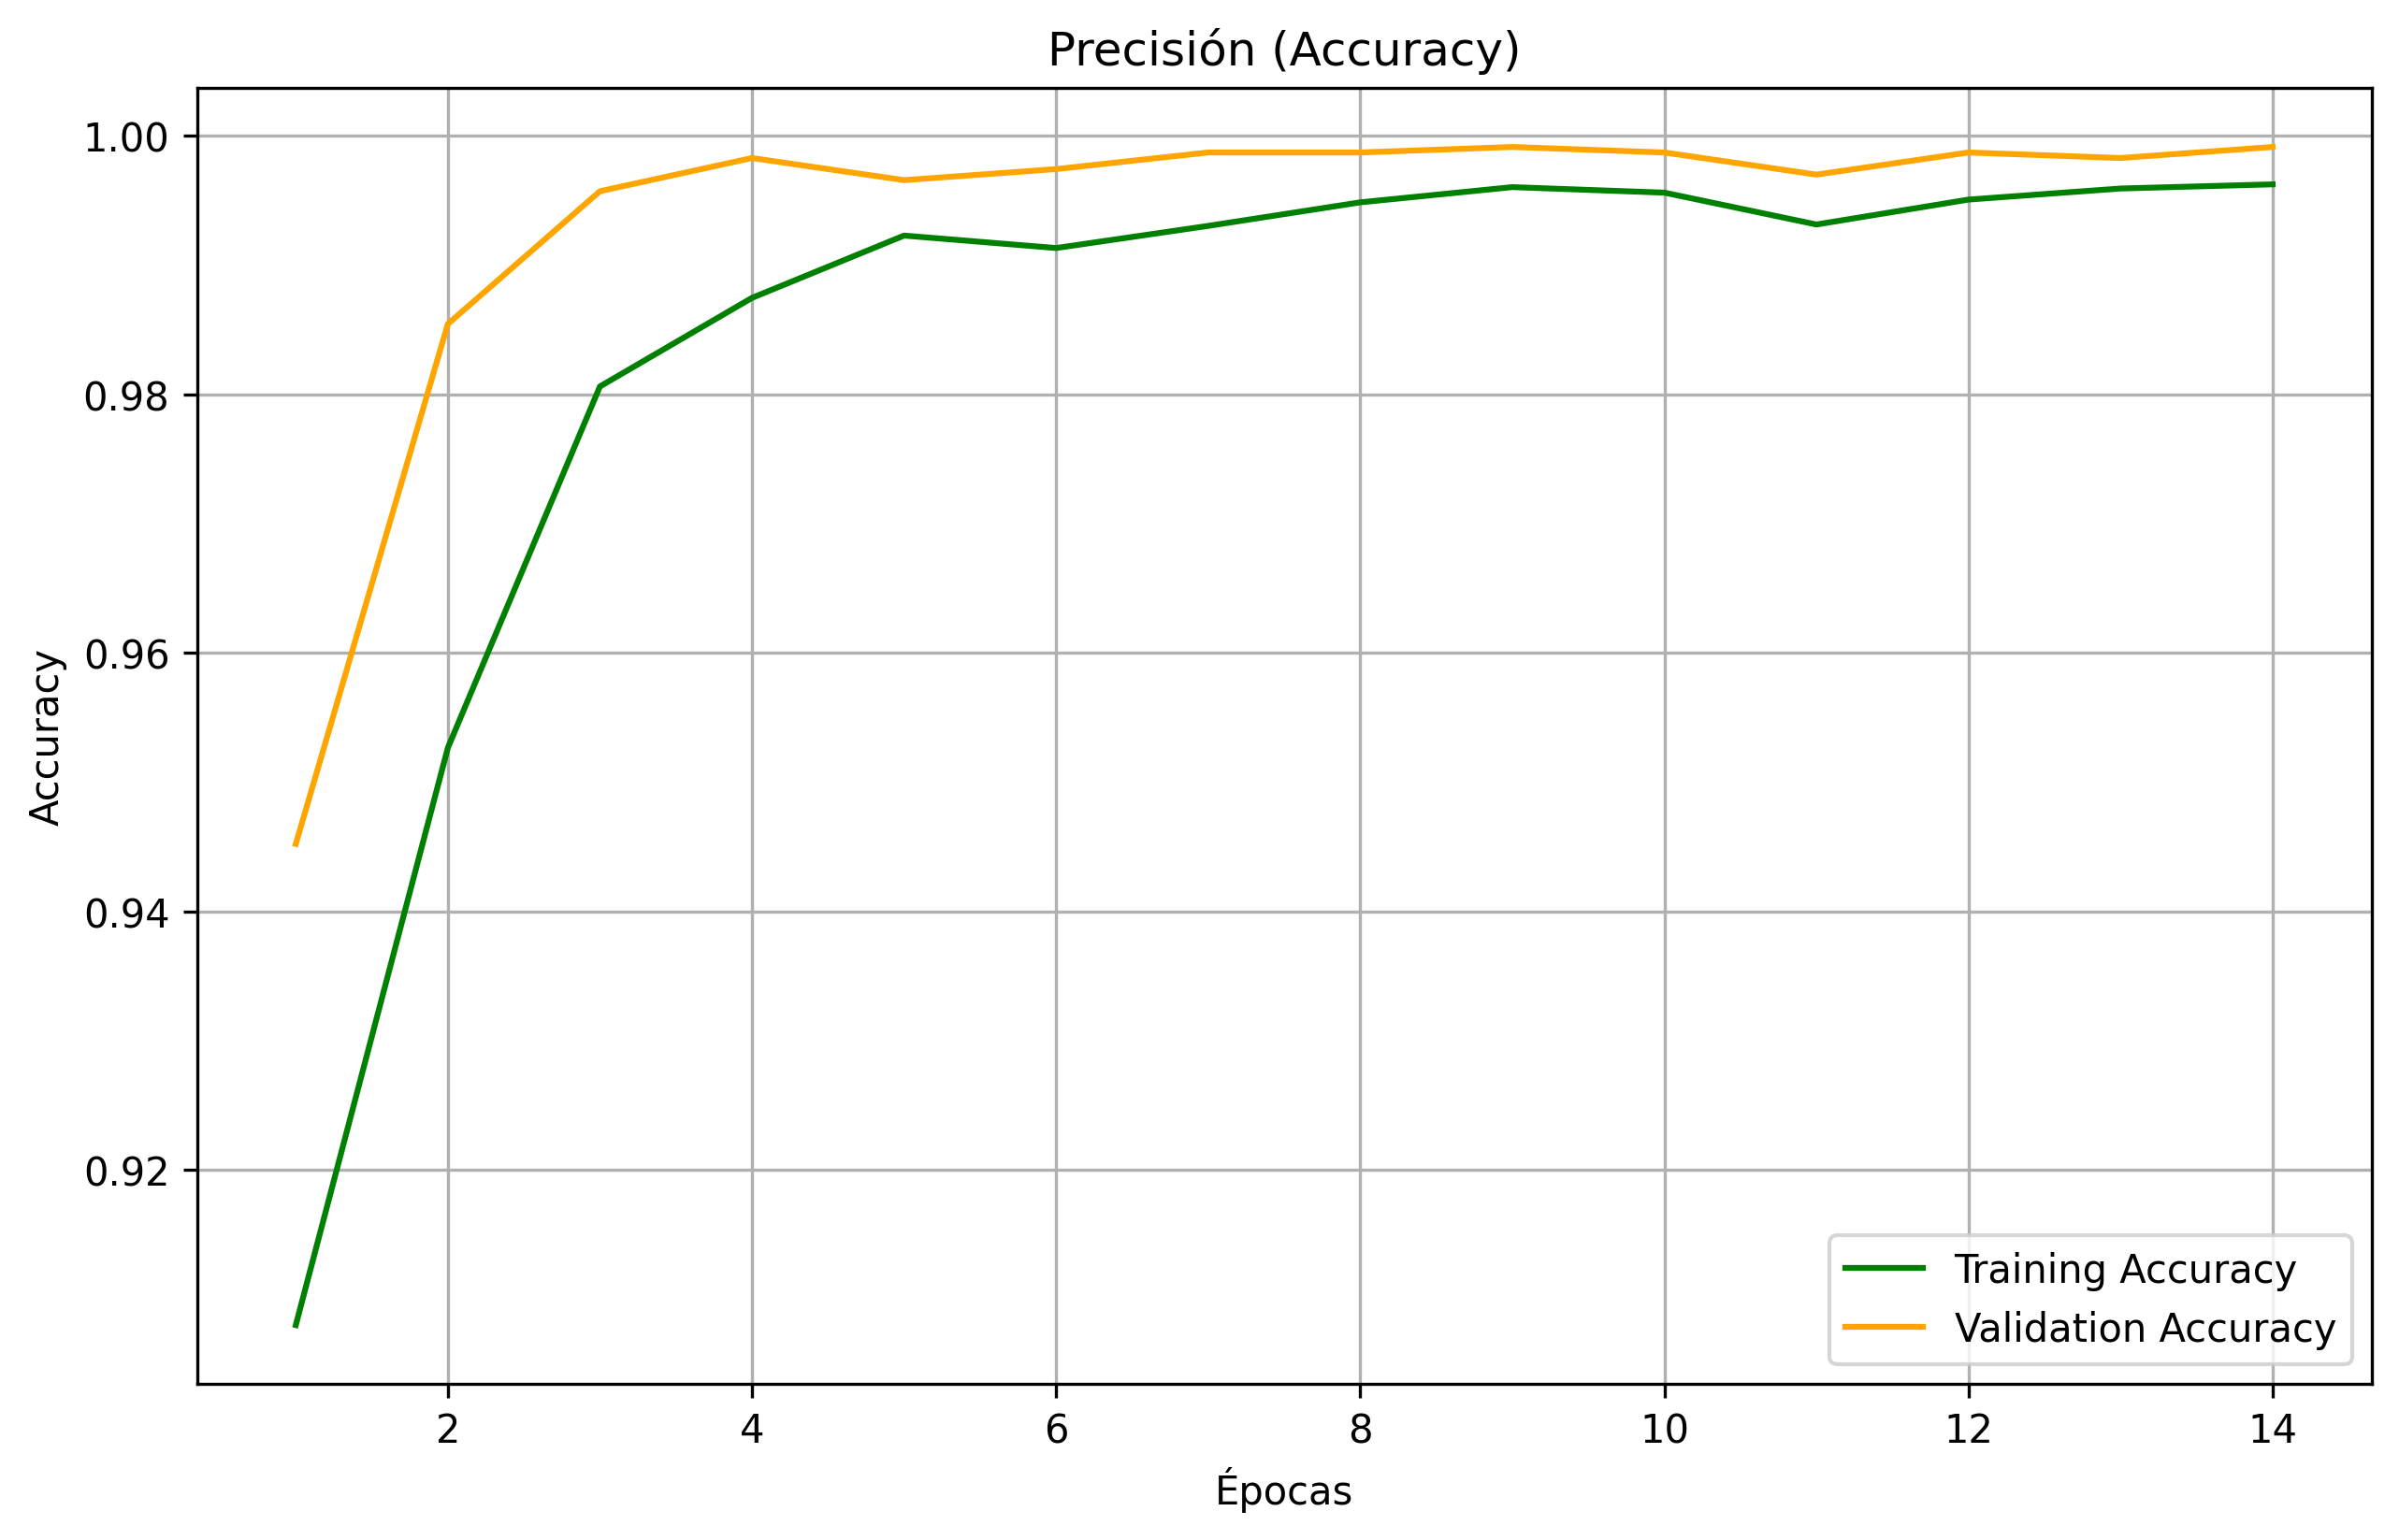 Precisión (Accuracy)
1.00
0.98
0.96
0.94
0.92
Accuracy
2 4 6 8 10 12 14
Épocas
Training Accuracy
Validation Accuracy